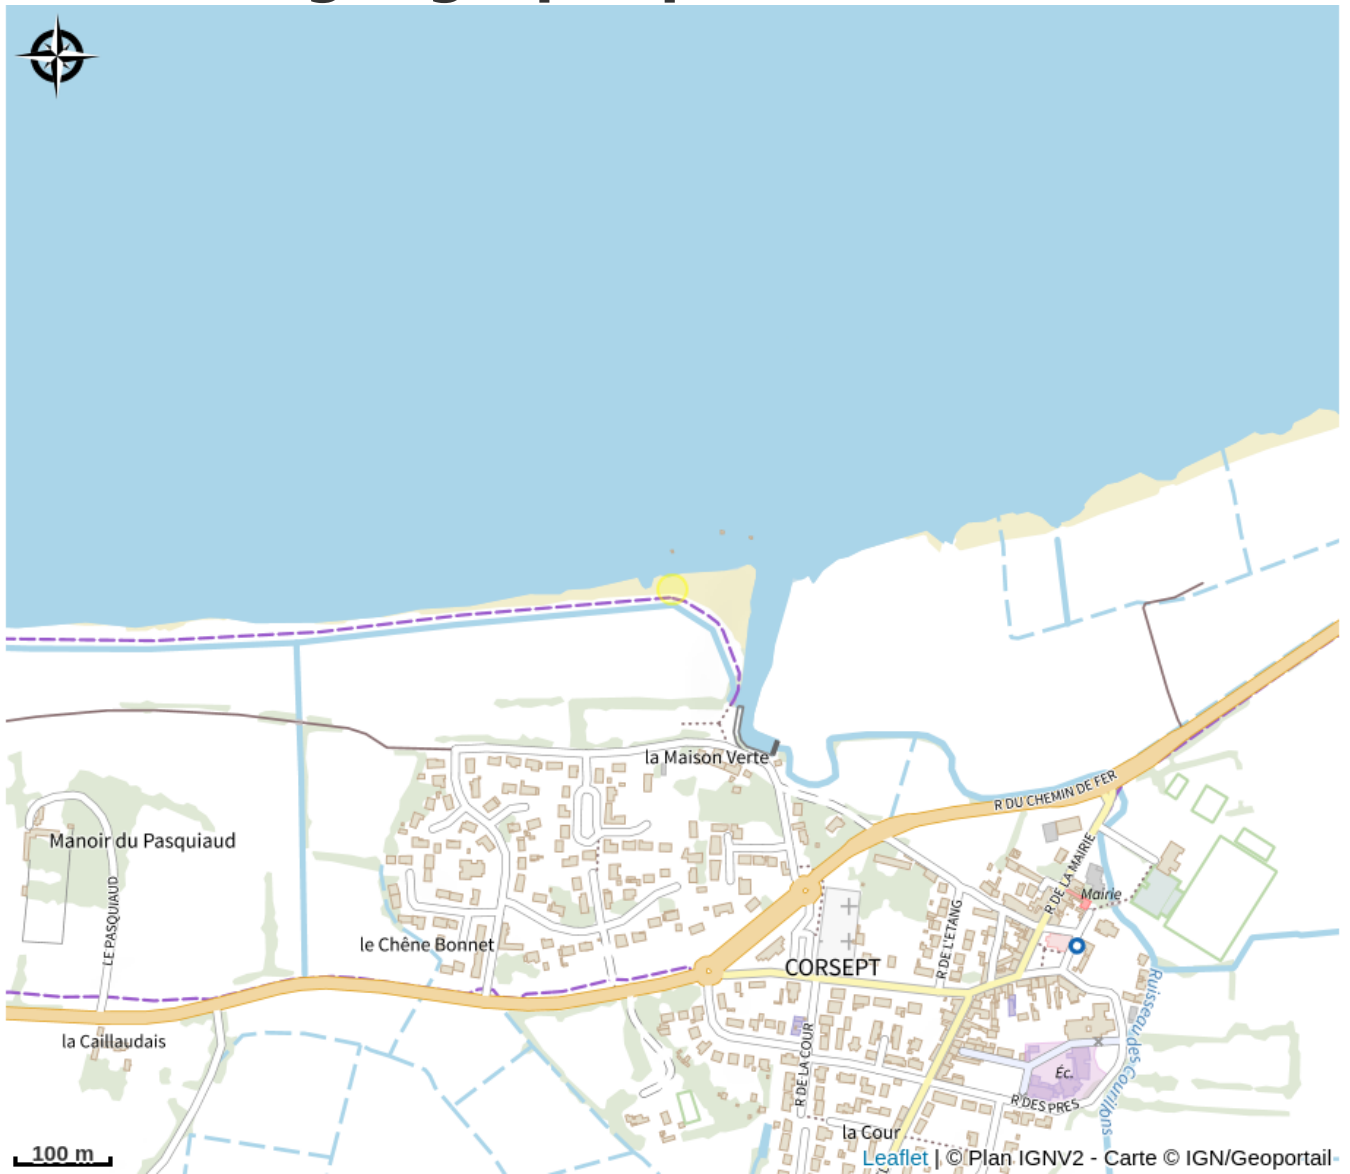 la Maison Verte
R DU CHEMIN DE FER
Manoir du Pasquiaud
LE PASQUIAUD
R DE LA MAIRIE
Mairie
R DE L'ETANG
le Chêne Bonnet
CORSEPT
Ruisseau des Courillons
la Caillaudais
R DE LA COUR
Éc.
R DES PRES
la Cour
100 m
Leaflet | © Plan IGNV2 - Carte © IGN/Geoportail